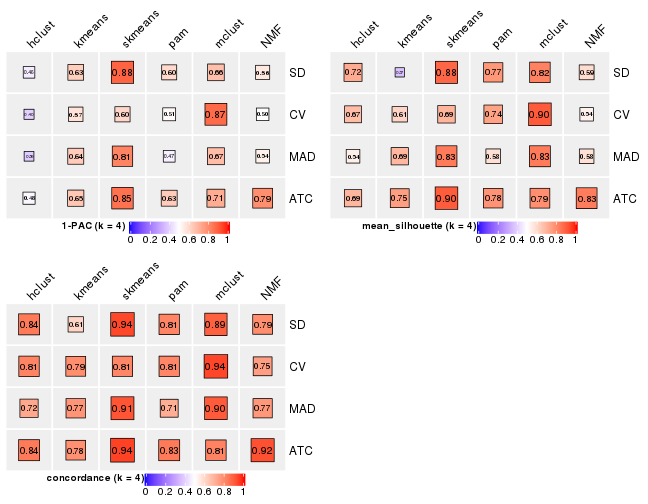 hclust kmeans skmeans pam mclust NMF
0.63 0.88 0.60 0.66 0.56 SD
0.57 0.60 0.51 0.87 0.50 CV
0.64 0.81 0.47 0.67 0.54 MAD
0.48 0.65 0.85 0.63 0.71 0.79 ATC
1-PAC (k = 4)
0 0.2 0.4 0.6 0.8 1
hclust kmeans skmeans pam mclust NMF
0.72 0.88 0.77 0.82 0.59 SD
0.67 0.61 0.69 0.74 0.90 0.54 CV
0.54 0.69 0.83 0.58 0.83 0.58 MAD
0.69 0.75 0.90 0.78 0.79 0.83 ATC
mean_silhouette (k = 4)
0 0.2 0.4 0.6 0.8 1
hclust kmeans skmeans pam mclust NMF
0.84 0.61 0.94 0.81 0.89 0.79 SD
0.81 0.79 0.81 0.81 0.94 0.75 CV
0.72 0.77 0.91 0.71 0.90 0.77 MAD
0.84 0.78 0.94 0.83 0.81 0.92 ATC
concordance (k = 4)
0 0.2 0.4 0.6 0.8 1